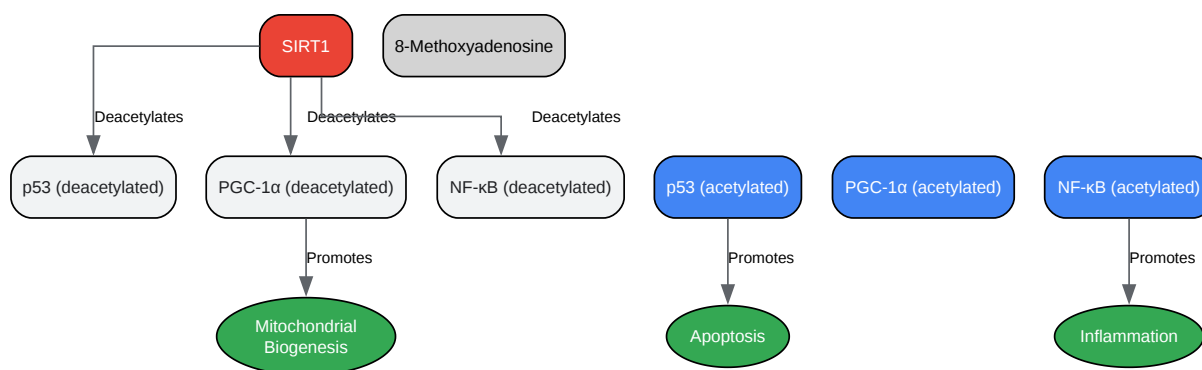 SIRT1
8-Methoxyadenosine
Deacetylates
Deacetylates
Deacetylates
p53 (deacetylated)
PGC-1α (deacetylated)
NF-κB (deacetylated)
p53 (acetylated)
PGC-1α (acetylated)
NF-κB (acetylated)
Promotes
Promotes
Promotes
Mitochondrial
Biogenesis
Apoptosis
Inflammation